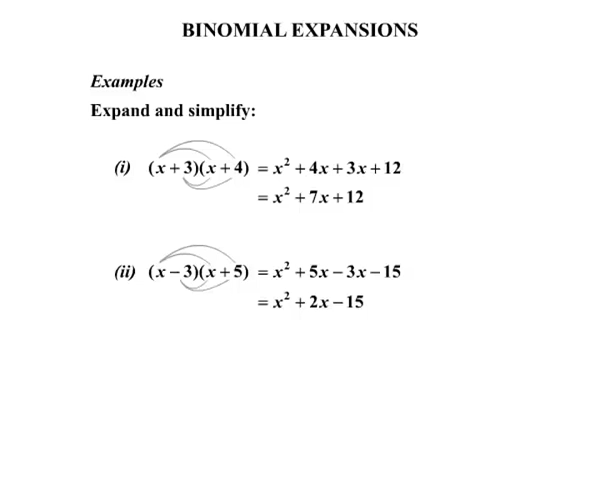 BINOMIAL EXPANSIONS
Examples
Expand and simplify:
(i) (x + 3)(x + 4) = x² + 4x + 3x + 12
= x² + 7x + 12
(ii) (x − 3)(x + 5) = x² + 5x − 3x − 15
= x² + 2x − 15